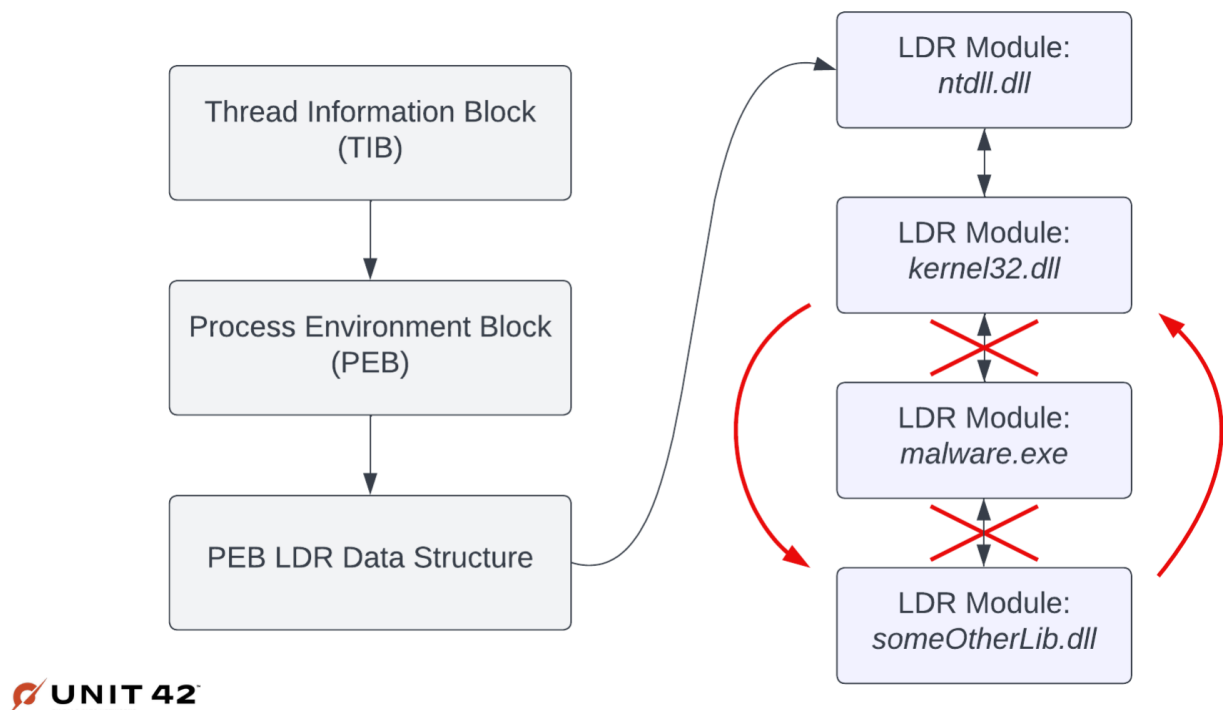 Thread Information Block
(TIB)
Process Environment Block
(PEB)
PEB LDR Data Structure
LDR Module:
ntdll.dll
LDR Module:
kernel32.dll
LDR Module:
malware.exe
LDR Module:
someOtherLib.dll
UNIT 42™